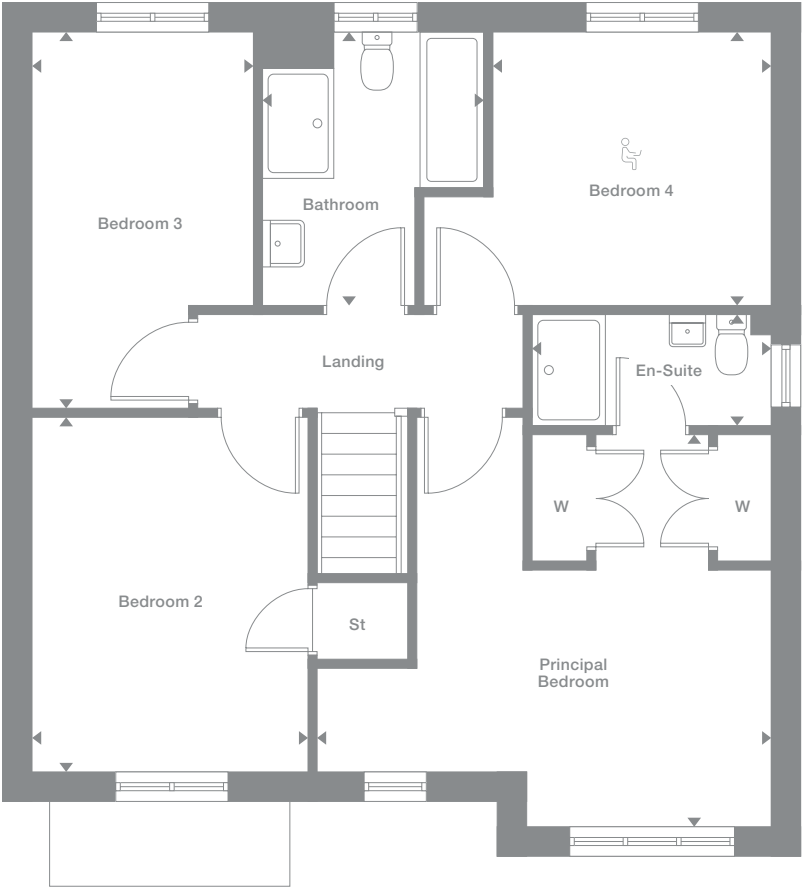 Bedroom 3
Bathroom
Bedroom 4
Landing
En-Suite
W
W
Bedroom 2
St
Principal
Bedroom